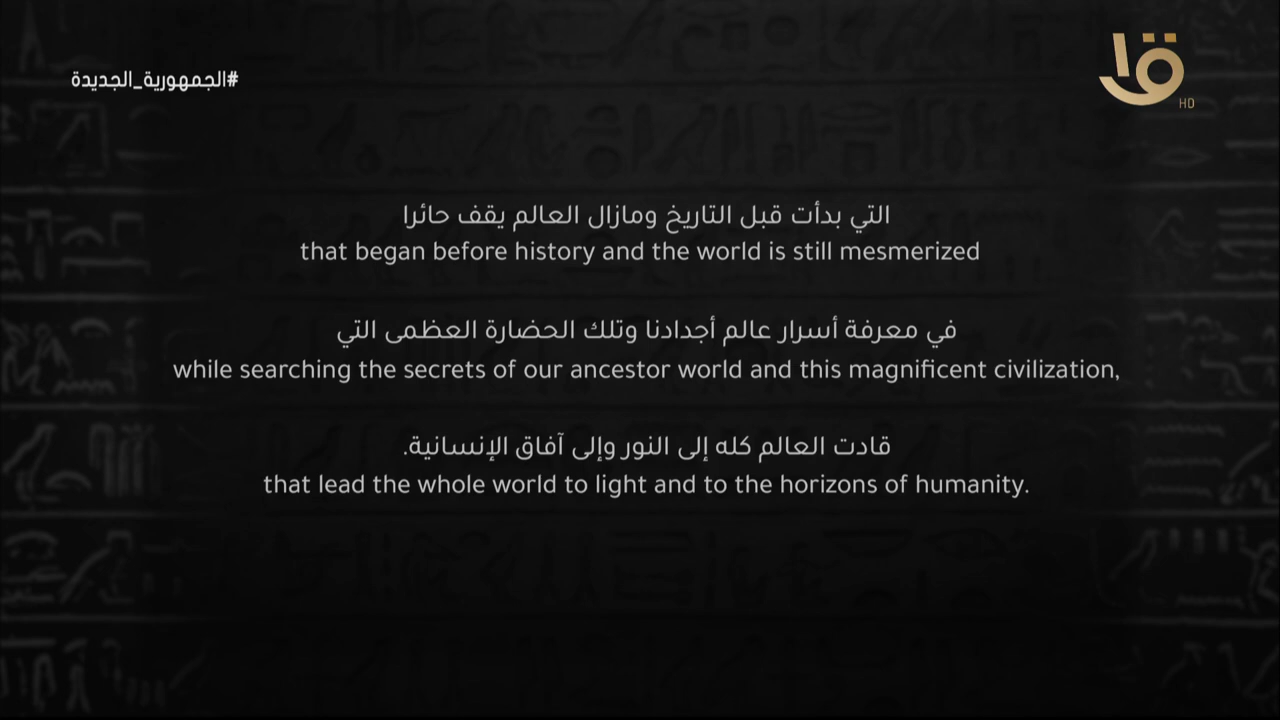 #الجمهورية_الجديدة
HD
التي بدأت قبل التاريخ ومازال العالم يقف حائرا
that began before history and the world is still mesmerized
في معرفة أسرار عالم أجدادنا وتلك الحضارة العظمى التي
while searching the secrets of our ancestor world and this magnificent civilization,
قادت العالم كله إلى النور وإلى آفاق الإنسانية.
that lead the whole world to light and to the horizons of humanity.